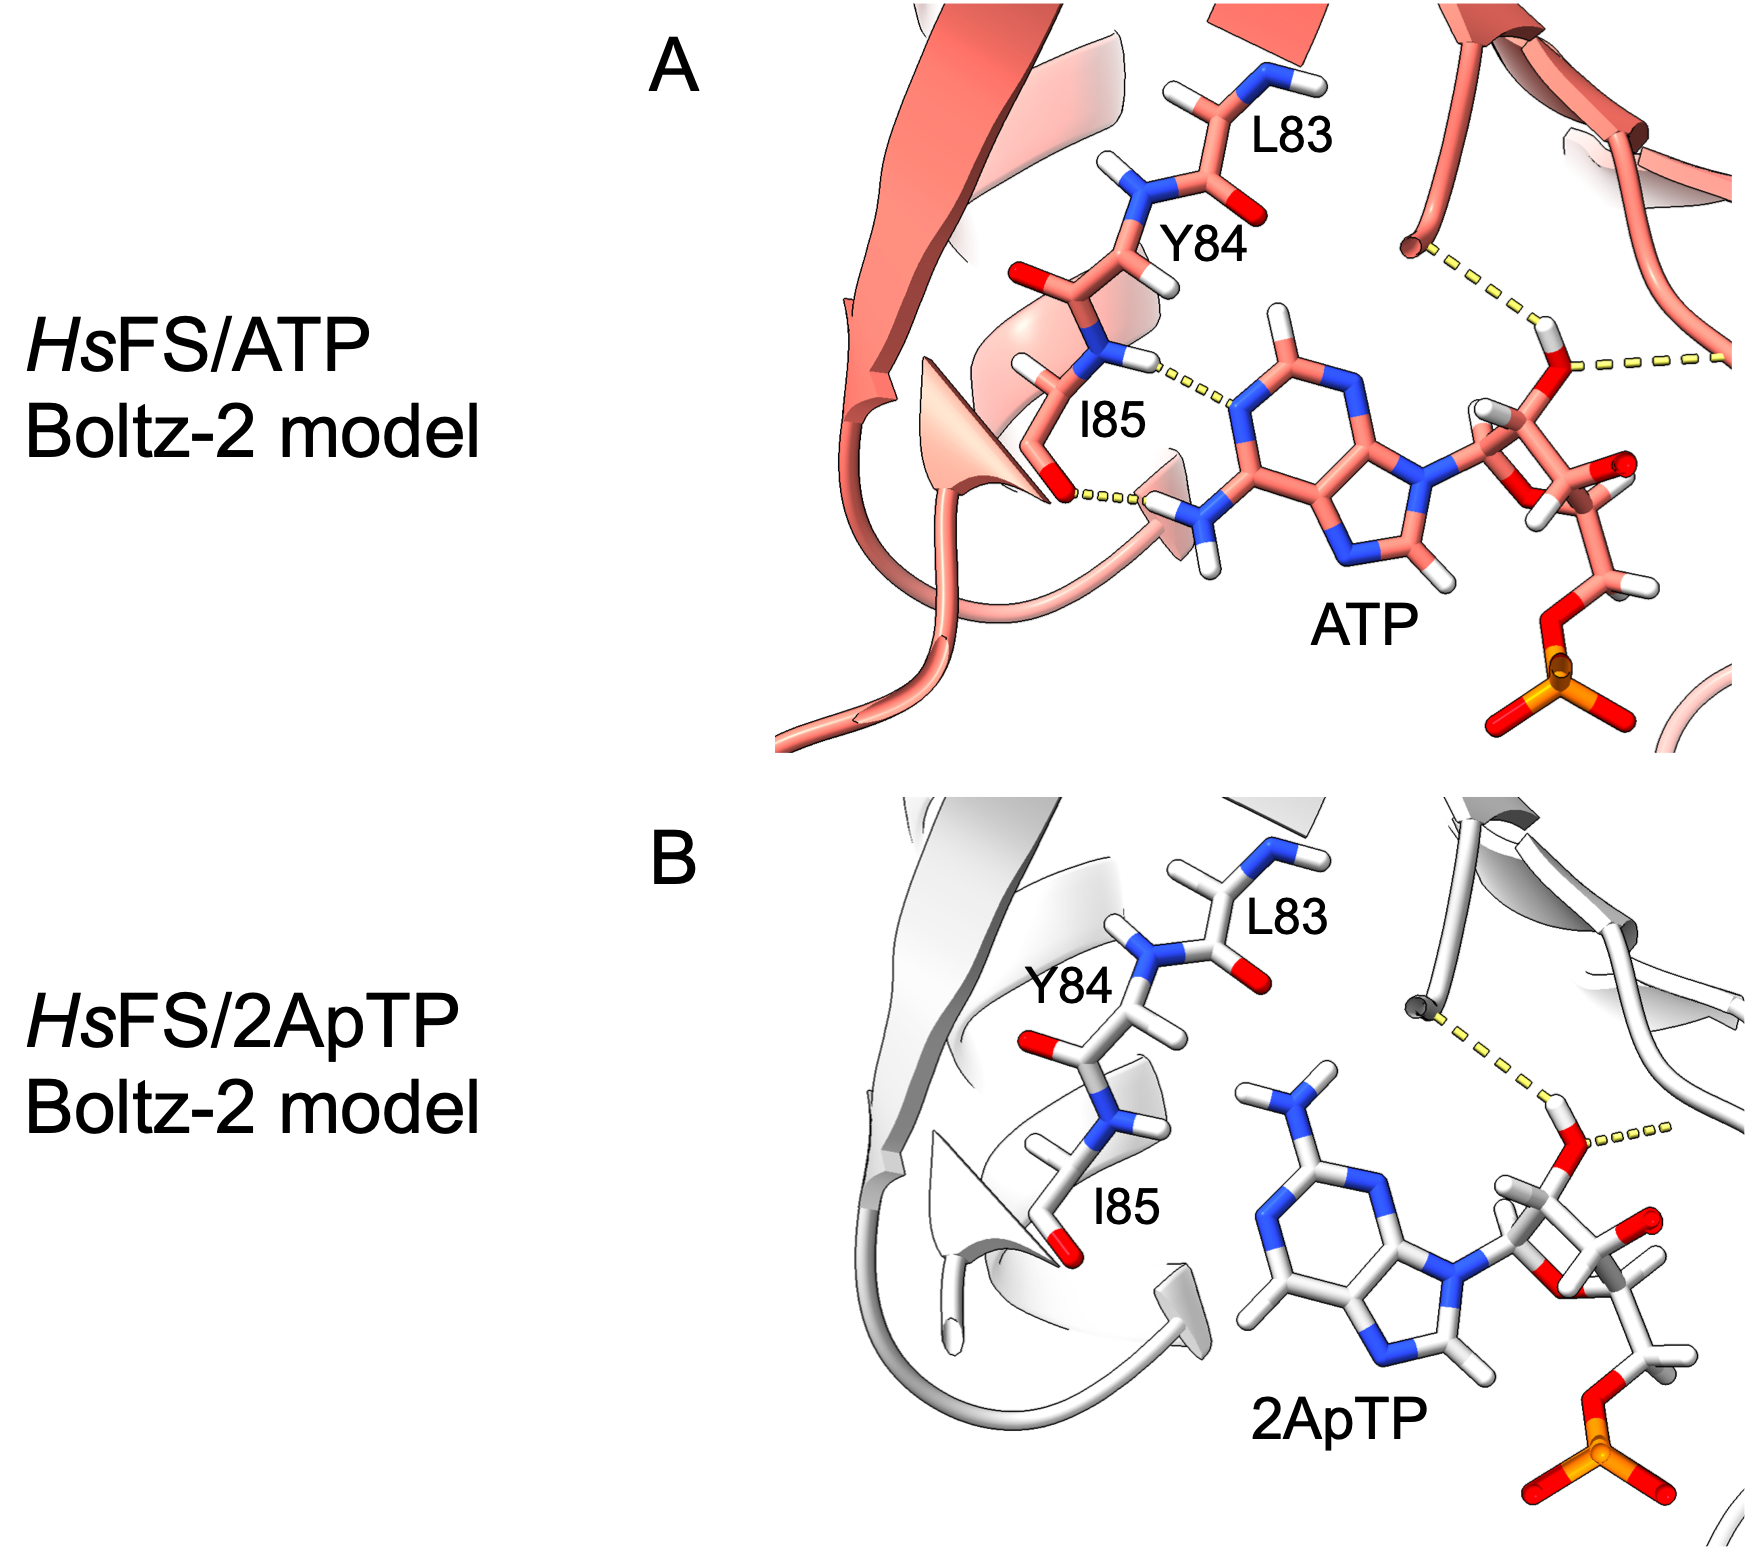 A
L83
Y84
HsFS/ATP
Boltz-2 model
I85
ATP
B
L83
Y84
HsFS/2ApTP
Boltz-2 model
I85
2ApTP